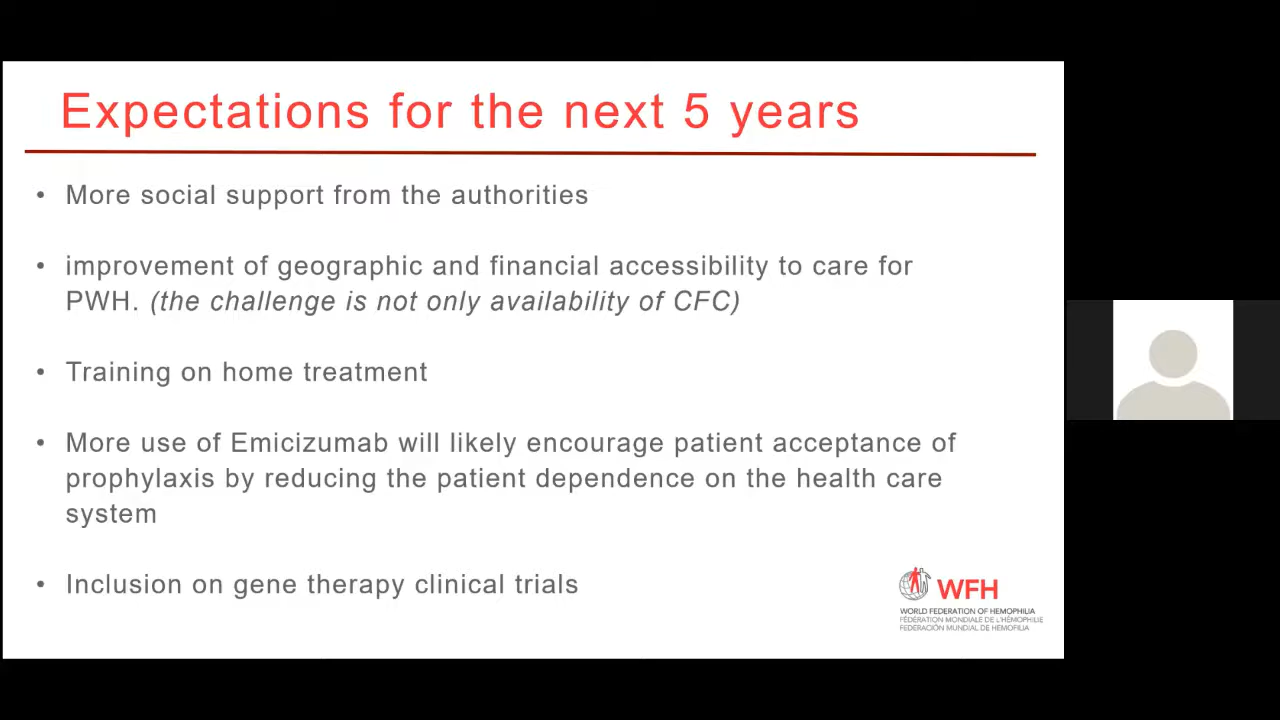 Expectations for the next 5 years
• More social support from the authorities
• improvement of geographic and financial accessibility to care for
PWH. (the challenge is not only availability of CFC)
• Training on home treatment
• More use of Emicizumab will likely encourage patient acceptance of
prophylaxis by reducing the patient dependence on the health care
system
• Inclusion on gene therapy clinical trials
WFH
WORLD FEDERATION OF HEMOPHILIA
FÉDÉRATION MONDIALE DE L'HÉMOPHILIE
FEDERACIÓN MUNDIAL DE HEMOFILIA